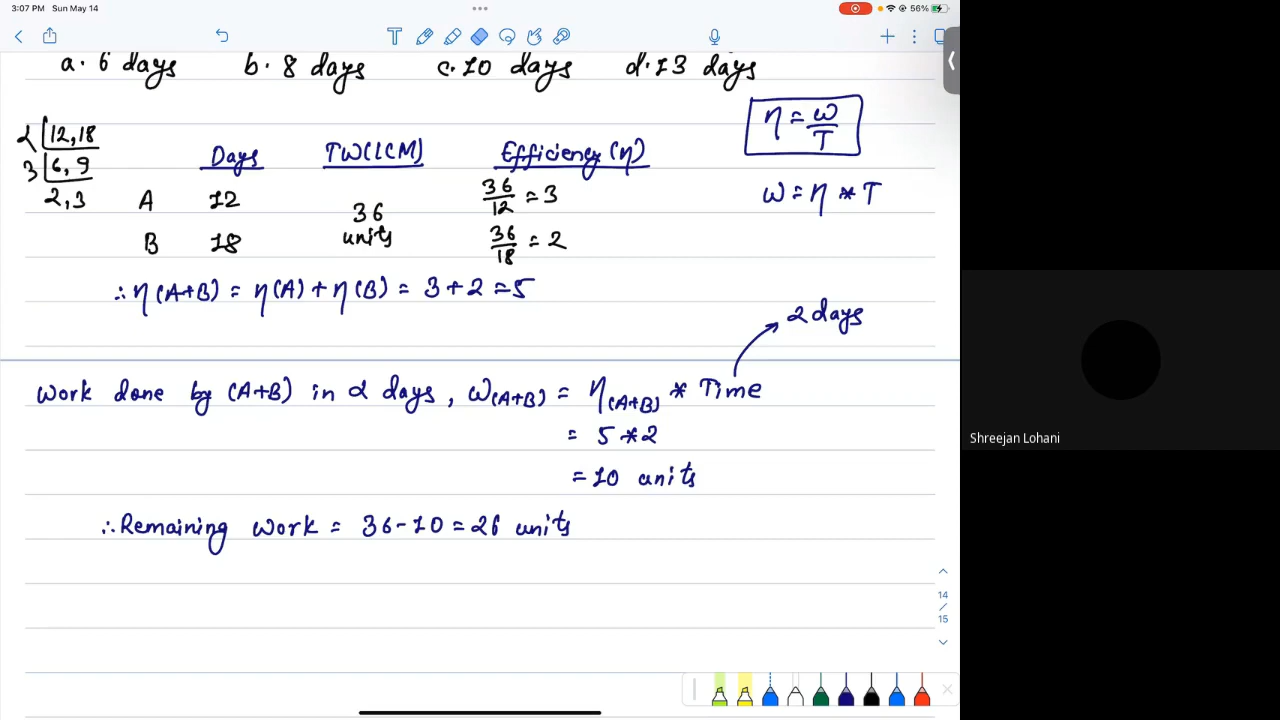 3:07 PM Sun May 14
56%
a. 6 days b. 8 days c. 10 days d. 13 days
η = w/T
w = η * T
2 | 12, 18
3 | 6, 9
2, 3
Days TW(LCM) Efficiency (η)
A 12 36/12 = 3
36 units
B 18 36/18 = 2
∴ η(A+B) = η(A) + η(B) = 3 + 2 = 5
2 days
Work done by (A+B) in 2 days, W(A+B) = η(A+B) * Time
= 5 * 2
= 10 units
∴ Remaining work = 36 - 10 = 26 units
Shreejan Lohani
14
/
15